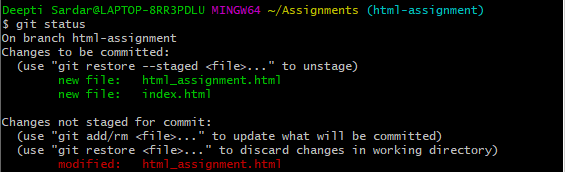 Deepti Sardar@LAPTOP-8RR3PDLU MINGW64 ~/Assignments (html-assignment)
$ git status
On branch html-assignment
Changes to be committed:
  (use "git restore --staged <file>..." to unstage)
        new file:   html_assignment.html
        new file:   index.html

Changes not staged for commit:
  (use "git add/rm <file>..." to update what will be committed)
  (use "git restore <file>..." to discard changes in working directory)
        modified:   html_assignment.html